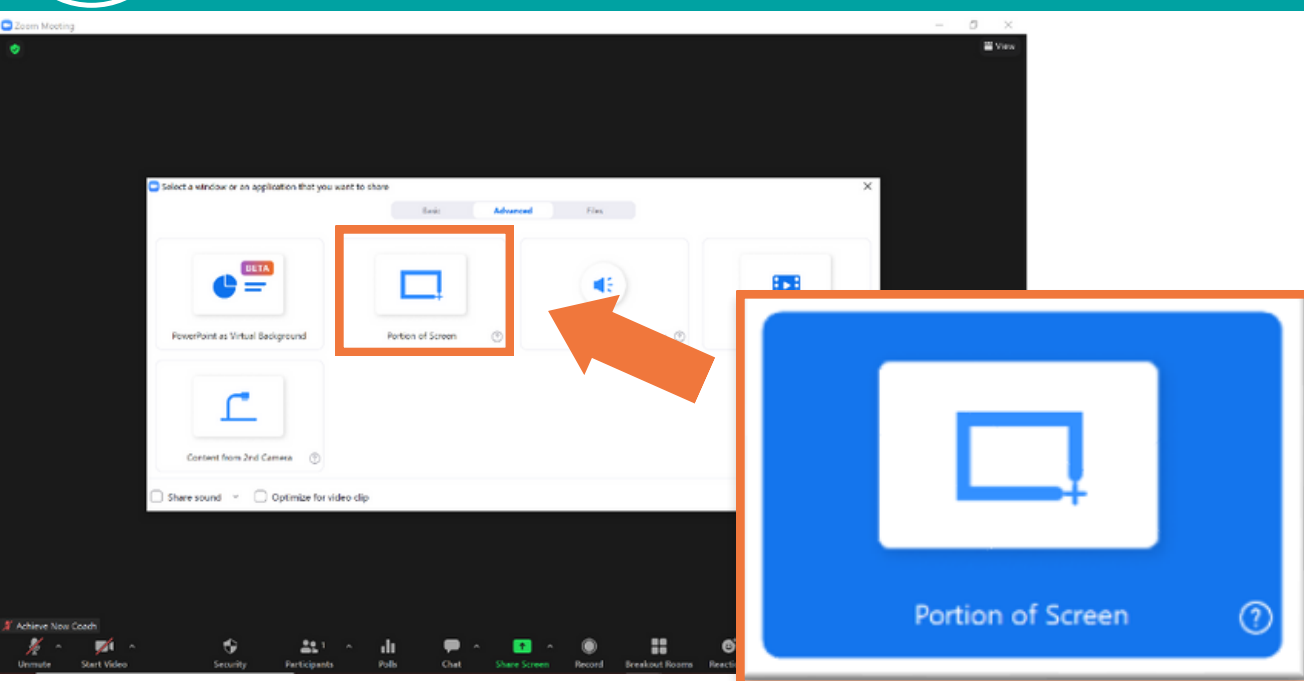 Zoom Meeting
View
Select a window or an application that you want to share
Basic
Advanced
Files
BETA
PowerPoint as Virtual Background
Portion of Screen
Content from 2nd Camera
Share sound
Optimize for video clip
Portion of Screen
Achieve Now Coach
Unmute
Start Video
Security
Participants
1
Polls
Chat
Share Screen
Record
Breakout Rooms